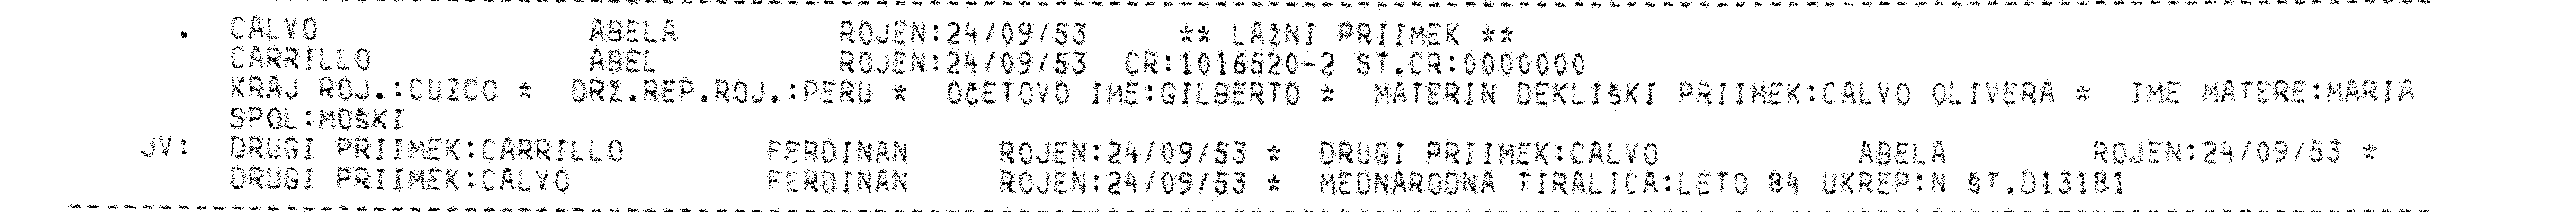 . CALVO ABELA ROJEN:24/09/53 ** LAŽNI PRIIMEK **
CARRILLO ABEL ROJEN:24/09/53 CR:1016520-2 ST.CR:0000000
KRAJ ROJ.:CUZCO * DRŽ.REP.ROJ.:PERU * OČETOVO IME:GILBERTO * MATERIN DEKLIŠKI PRIIMEK:CALVO OLIVERA * IME MATERE:MARIA
SPOL:MOŠKI
JV: DRUGI PRIIMEK:CARRILLO FERDINAN ROJEN:24/09/53 * DRUGI PRIIMEK:CALVO ABELA ROJEN:24/09/53 *
DRUGI PRIIMEK:CALVO FERDINAN ROJEN:24/09/53 * MEDNARODNA TIRALICA:LETO 84 UKREP:N ŠT.D13181